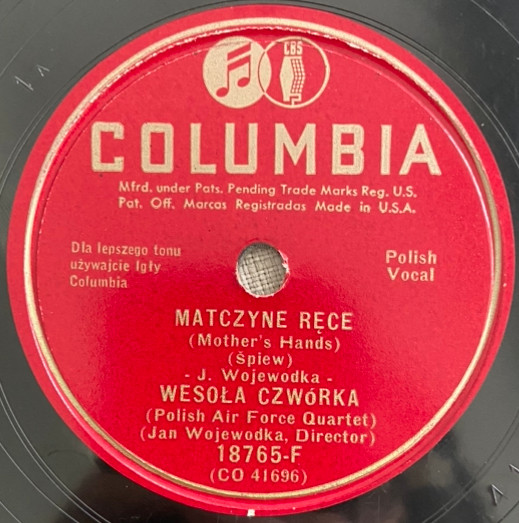 CBS
COLUMBIA
Mfrd. under Pats. Pending Trade Marks Reg. U.S.
Pat. Off. Marcas Registradas Made in U.S.A.
Dla lepszego tonu
używajcie Igły
Columbia
Polish
Vocal
MATCZYNE RĘCE
(Mother's Hands)
(Śpiew)
- J. Wojewodka -
WESOŁA CZWÓRKA
(Polish Air Force Quartet)
(Jan Wojewodka, Director)
18765-F
(CO 41696)